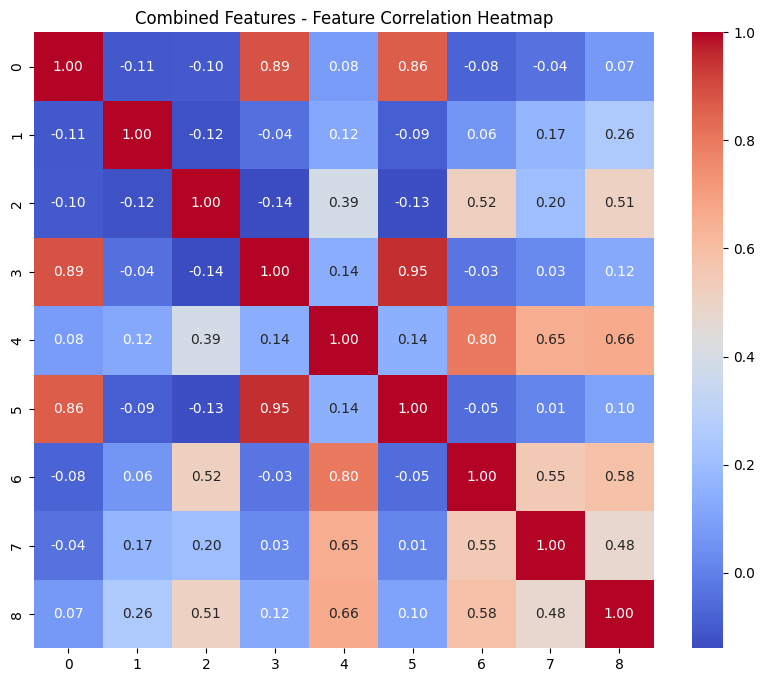 Combined Features - Feature Correlation Heatmap
0 1.00 -0.11 -0.10 0.89 0.08 0.86 -0.08 -0.04 0.07
1 -0.11 1.00 -0.12 -0.04 0.12 -0.09 0.06 0.17 0.26
2 -0.10 -0.12 1.00 -0.14 0.39 -0.13 0.52 0.20 0.51
3 0.89 -0.04 -0.14 1.00 0.14 0.95 -0.03 0.03 0.12
4 0.08 0.12 0.39 0.14 1.00 0.14 0.80 0.65 0.66
5 0.86 -0.09 -0.13 0.95 0.14 1.00 -0.05 0.01 0.10
6 -0.08 0.06 0.52 -0.03 0.80 -0.05 1.00 0.55 0.58
7 -0.04 0.17 0.20 0.03 0.65 0.01 0.55 1.00 0.48
8 0.07 0.26 0.51 0.12 0.66 0.10 0.58 0.48 1.00
0 1 2 3 4 5 6 7 8
1.0
0.8
0.6
0.4
0.2
0.0